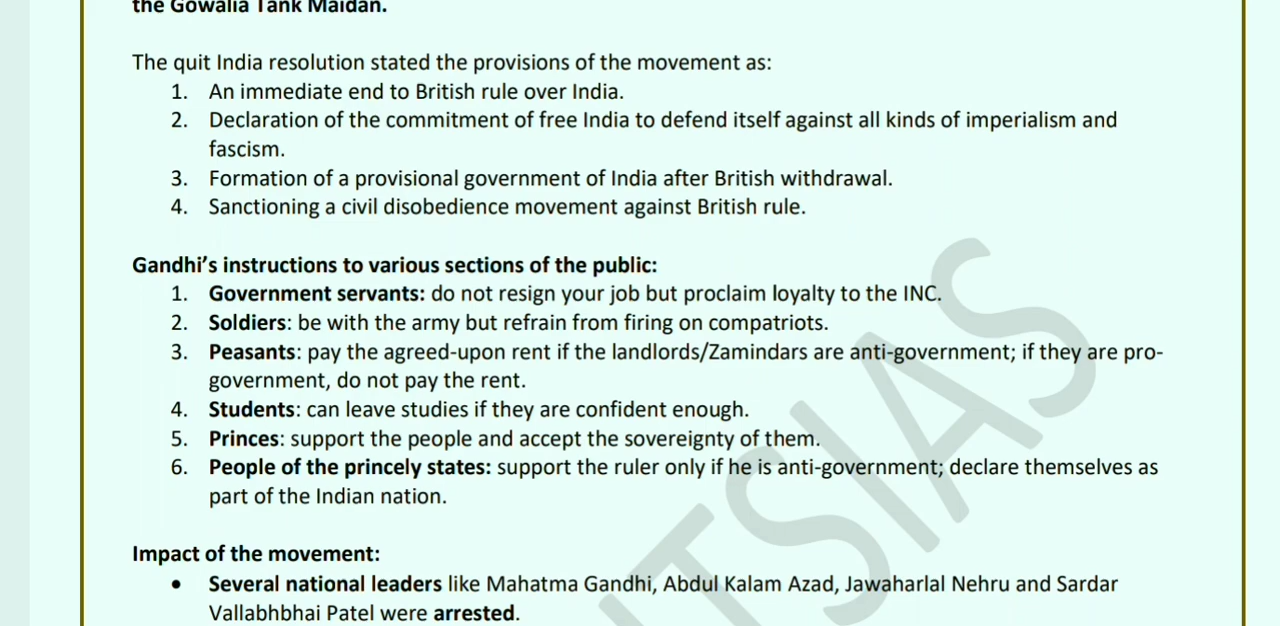 the Gowalia Tank Maidan.
The quit India resolution stated the provisions of the movement as:
1. An immediate end to British rule over India.
2. Declaration of the commitment of free India to defend itself against all kinds of imperialism and
fascism.
3. Formation of a provisional government of India after British withdrawal.
4. Sanctioning a civil disobedience movement against British rule.
Gandhi's instructions to various sections of the public:
1. Government servants: do not resign your job but proclaim loyalty to the INC.
2. Soldiers: be with the army but refrain from firing on compatriots.
3. Peasants: pay the agreed-upon rent if the landlords/Zamindars are anti-government; if they are pro-
government, do not pay the rent.
4. Students: can leave studies if they are confident enough.
5. Princes: support the people and accept the sovereignty of them.
6. People of the princely states: support the ruler only if he is anti-government; declare themselves as
part of the Indian nation.
Impact of the movement:
• Several national leaders like Mahatma Gandhi, Abdul Kalam Azad, Jawaharlal Nehru and Sardar
Vallabhbhai Patel were arrested.
TSIAS